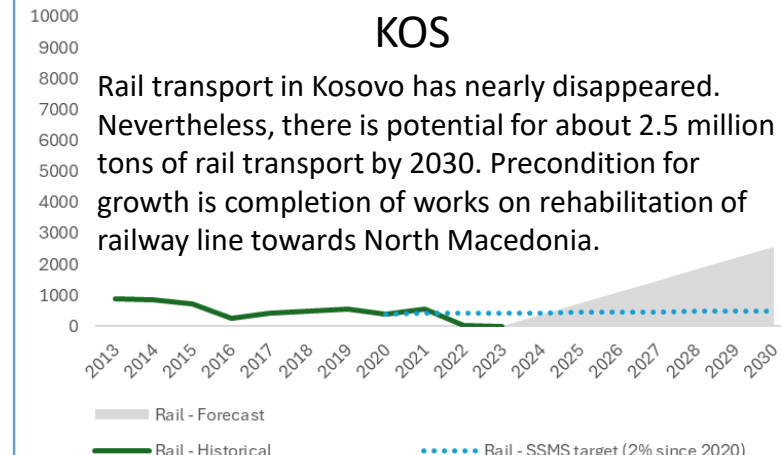 10000
KOS
9000
8000
Rail transport in Kosovo has nearly disappeared.
7000
Nevertheless, there is potential for about 2.5 million
6000
tons of rail transport by 2030. Precondition for
5000
4000
growth is completion of works on rehabilitation of
3000
railway line towards North Macedonia.
2000
1000
0
2013 2014 2015 2016 2017 2018 2019 2020 2021 2022 2023 2024 2025 2026 2027 2028 2029 2030
Rail - Forecast
Rail - Historical
Rail - SSMS target (2% since 2020)